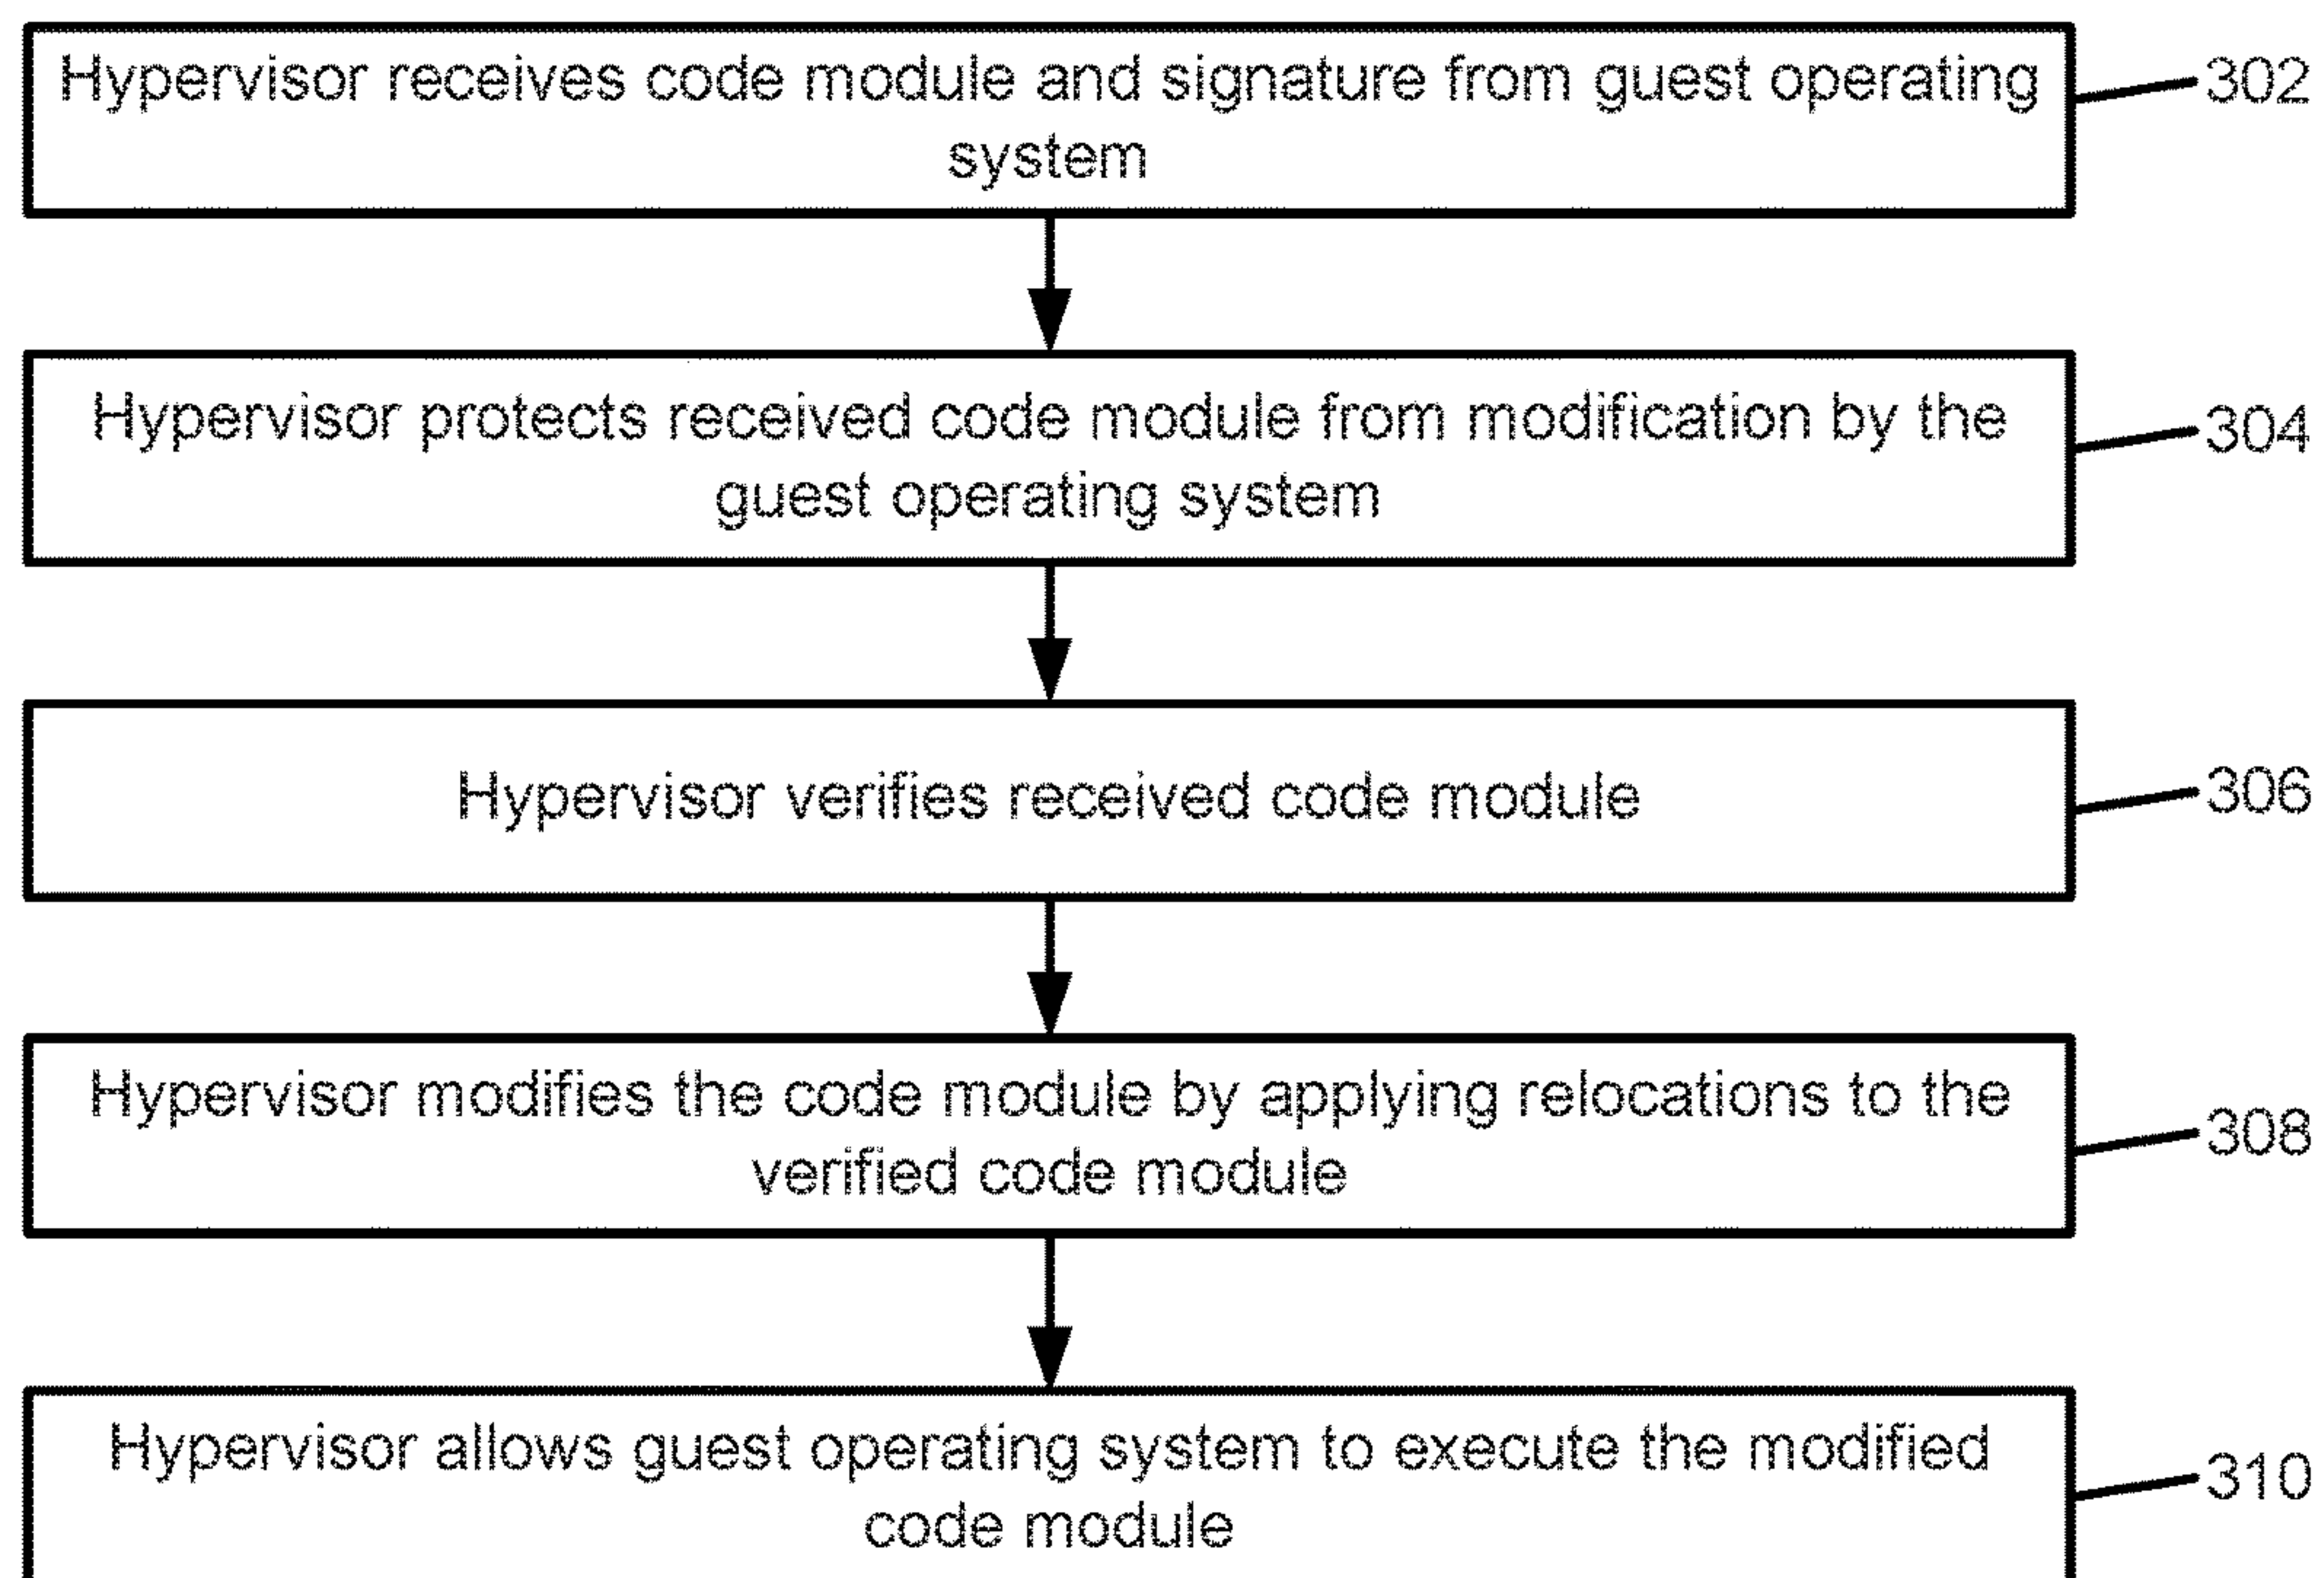 Hypervisor receives code module and signature from guest operating
system
302
Hypervisor protects received code module from modification by the
guest operating system
304
Hypervisor verifies received code module
306
Hypervisor modifies the code module by applying relocations to the
verified code module
308
Hypervisor allows guest operating system to execute the modified
code module
310